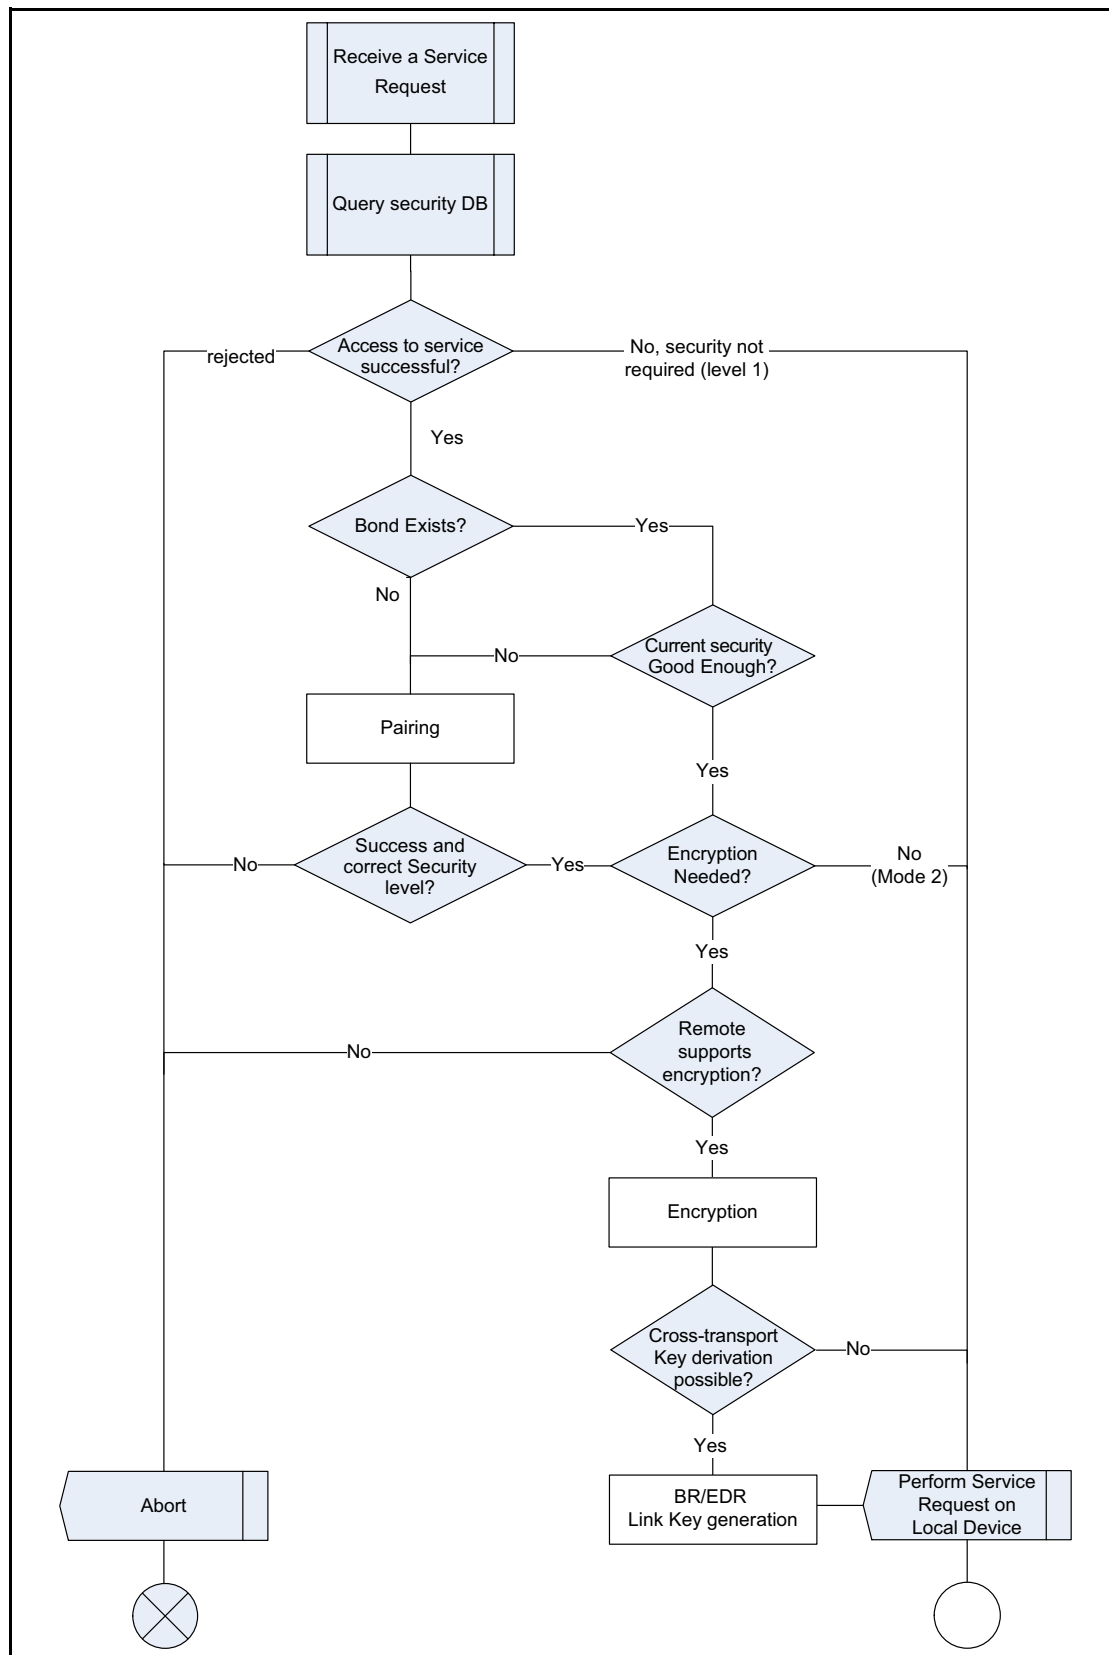 Receive a Service
Request
Query security DB
Access to service
successful?
rejected
No, security not
required (level 1)
Yes
Bond Exists?
Yes
No
Current security
Good Enough?
No
Pairing
Yes
Success and
correct Security
level?
No
Yes
Encryption
Needed?
No
(Mode 2)
Yes
Remote
supports
encryption?
No
Yes
Encryption
Cross-transport
Key derivation
possible?
No
Yes
Abort
BR/EDR
Link Key generation
Perform Service
Request on
Local Device